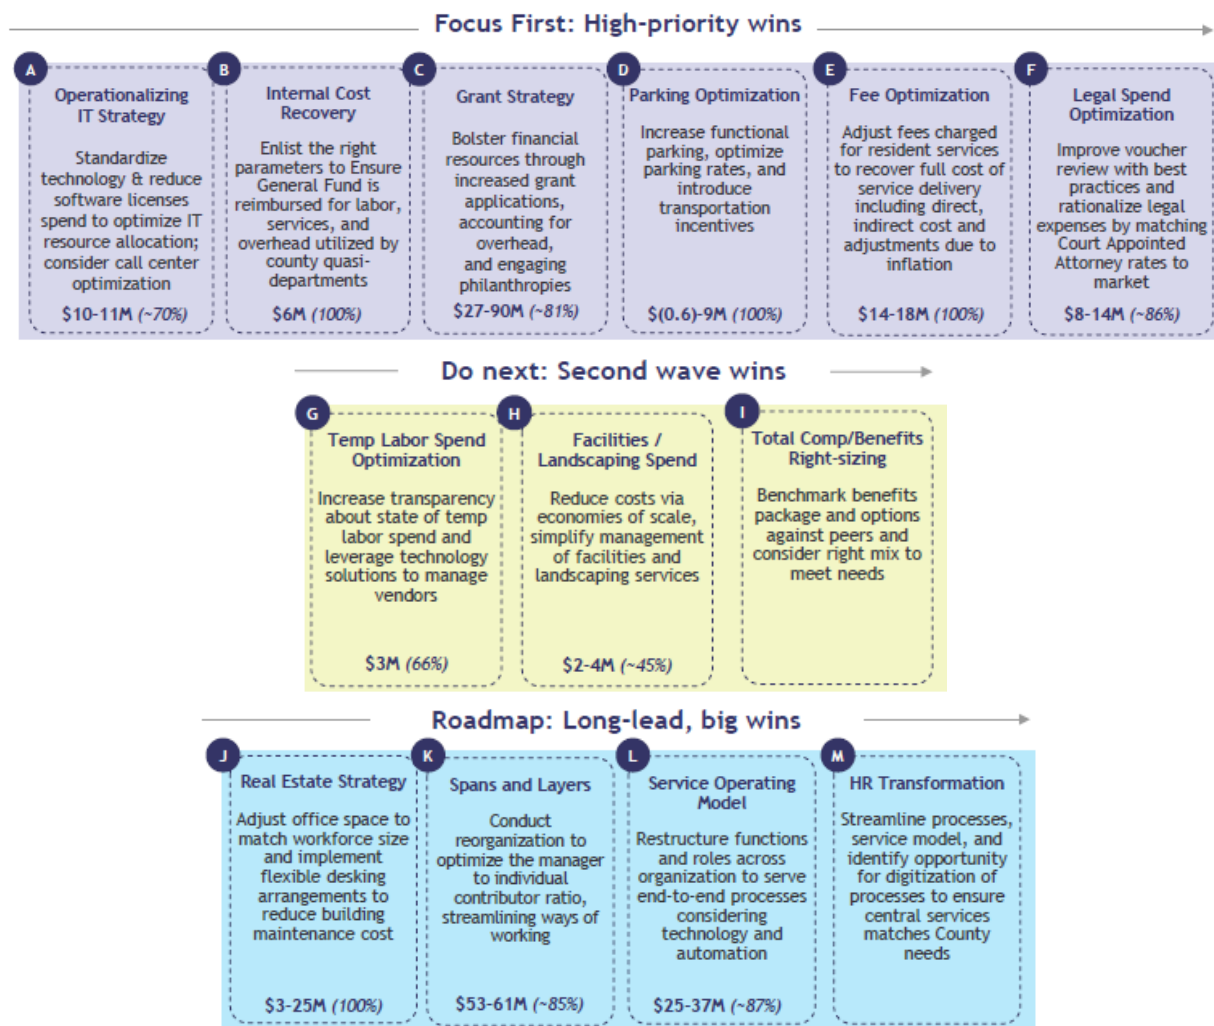 Focus First: High-priority wins
A
Operationalizing
IT Strategy
Standardize
technology & reduce
software licenses
spend to optimize IT
resource allocation;
consider call center
optimization
$10-11M (~70%)
B
Internal Cost
Recovery
Enlist the right
parameters to Ensure
General Fund is
reimbursed for labor,
services, and
overhead utilized by
county quasi-
departments
$6M (100%)
C
Grant Strategy
Bolster financial
resources through
increased grant
applications,
accounting for
overhead,
and engaging
philanthropies
$27-90M (~81%)
D
Parking Optimization
Increase functional
parking, optimize
parking rates, and
introduce
transportation
incentives
$(0.6)-9M (100%)
E
Fee Optimization
Adjust fees charged
for resident services
to recover full cost of
service delivery
including direct,
indirect cost and
adjustments due to
inflation
$14-18M (100%)
F
Legal Spend
Optimization
Improve voucher
review with best
practices and
rationalize legal
expenses by matching
Court Appointed
Attorney rates to
market
$8-14M (~86%)
Do next: Second wave wins
G
Temp Labor Spend
Optimization
Increase transparency
about state of temp
labor spend and
leverage technology
solutions to manage
vendors
$3M (66%)
H
Facilities /
Landscaping Spend
Reduce costs via
economies of scale,
simplify management
of facilities and
landscaping services
$2-4M (~45%)
I
Total Comp/Benefits
Right-sizing
Benchmark benefits
package and options
against peers and
consider right mix to
meet needs
Roadmap: Long-lead, big wins
J
Real Estate Strategy
Adjust office space to
match workforce size
and implement
flexible desking
arrangements to
reduce building
maintenance cost
$3-25M (100%)
K
Spans and Layers
Conduct
reorganization to
optimize the manager
to individual
contributor ratio,
streamlining ways of
working
$53-61M (~85%)
L
Service Operating
Model
Restructure functions
and roles across
organization to serve
end-to-end processes
considering
technology and
automation
$25-37M (~87%)
M
HR Transformation
Streamline processes,
service model, and
identify opportunity
for digitization of
processes to ensure
central services
matches County
needs